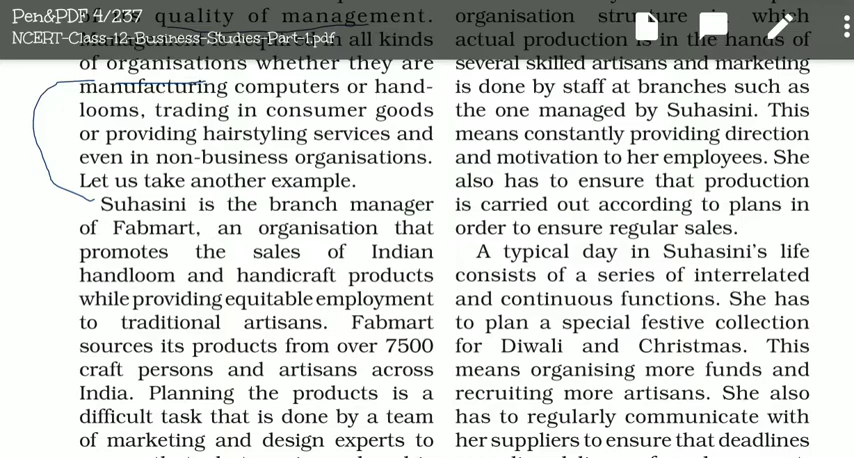 Pen&PDF 4/237
NCERT-Class-12-Business-Studies-Part-1.pdf
quality of management.
all kinds
of organisations whether they are
manufacturing computers or hand-
looms, trading in consumer goods
or providing hairstyling services and
even in non-business organisations.
Let us take another example.
Suhasini is the branch manager
of Fabmart, an organisation that
promotes the sales of Indian
handloom and handicraft products
while providing equitable employment
to traditional artisans. Fabmart
sources its products from over 7500
craft persons and artisans across
India. Planning the products is a
difficult task that is done by a team
of marketing and design experts to
organisation structure in which
actual production is in the hands of
several skilled artisans and marketing
is done by staff at branches such as
the one managed by Suhasini. This
means constantly providing direction
and motivation to her employees. She
also has to ensure that production
is carried out according to plans in
order to ensure regular sales.
A typical day in Suhasini's life
consists of a series of interrelated
and continuous functions. She has
to plan a special festive collection
for Diwali and Christmas. This
means organising more funds and
recruiting more artisans. She also
has to regularly communicate with
her suppliers to ensure that deadlines